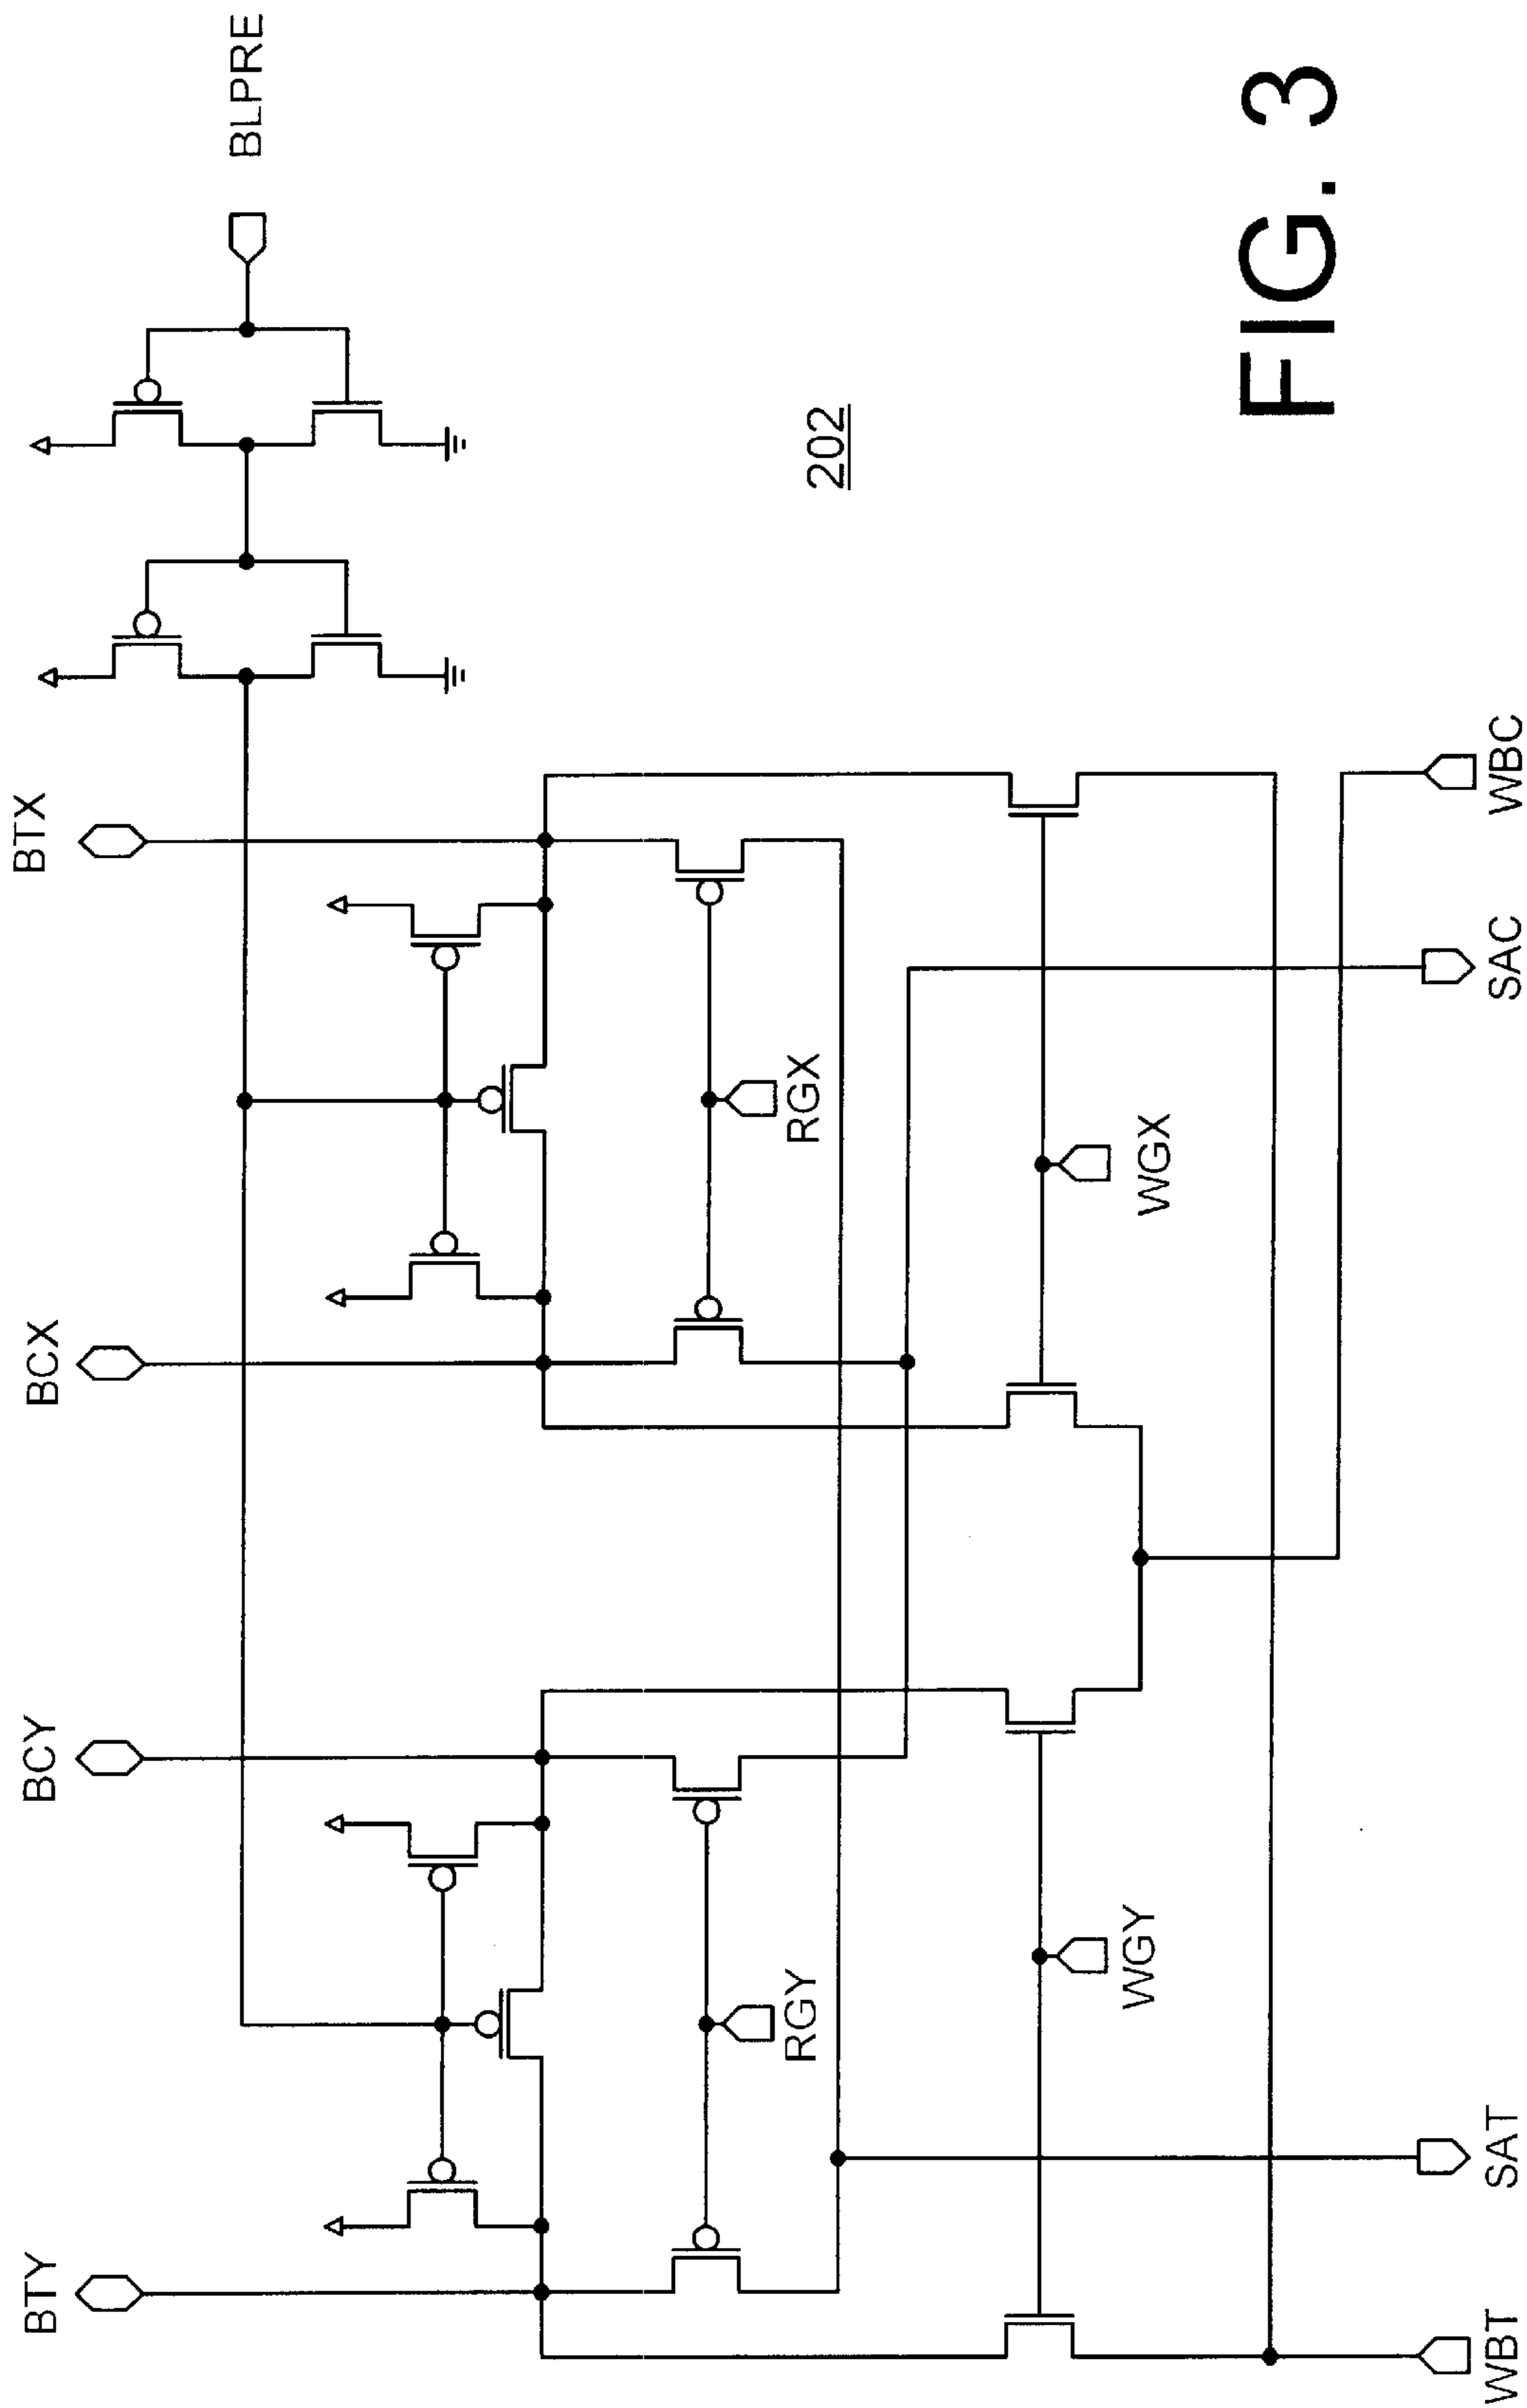 BTY
BCY
BCX
BTX
BLPRE
RGY
RGX
202
WGY
WGX
WBT
SAT
SAC
WBC
FIG. 3